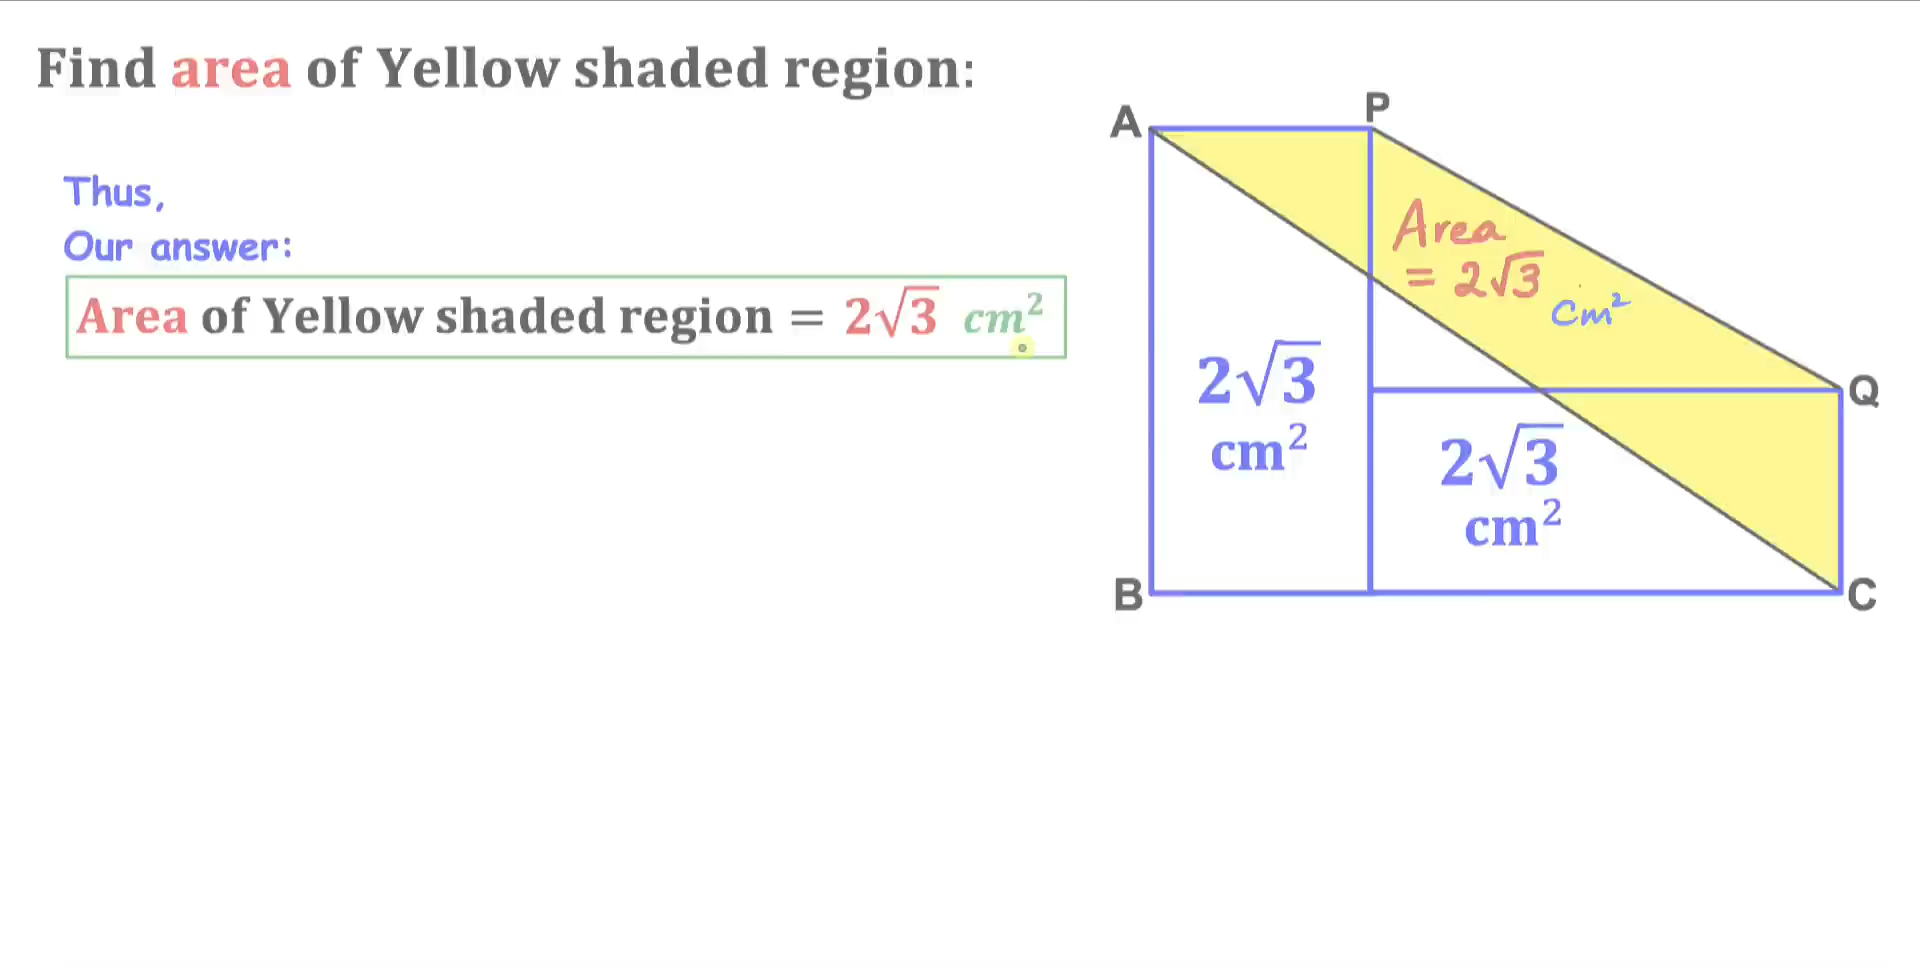 Find area of Yellow shaded region:
Thus,
Our answer:
Area of Yellow shaded region = 2√3 cm²
A
P
Area
= 2√3 cm²
2√3
cm²
Q
2√3
cm²
B
C